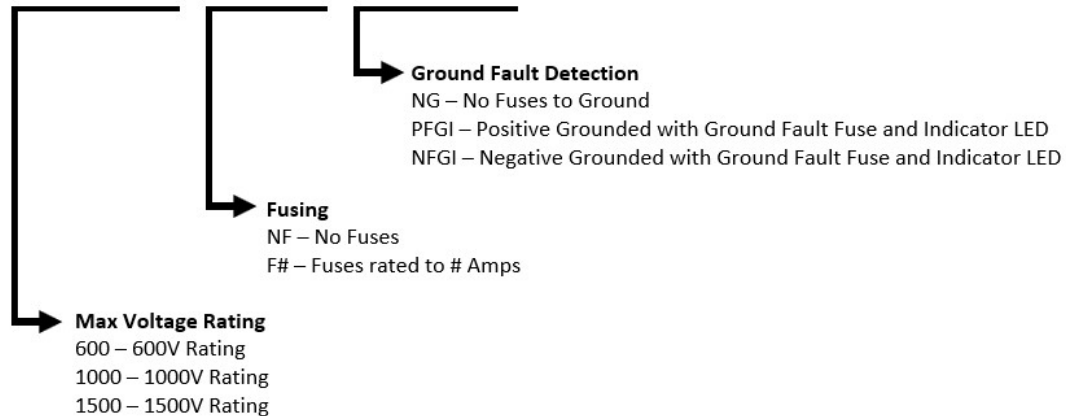 Ground Fault Detection
NG – No Fuses to Ground
PFGI – Positive Grounded with Ground Fault Fuse and Indicator LED
NFGI – Negative Grounded with Ground Fault Fuse and Indicator LED
Fusing
NF – No Fuses
F# – Fuses rated to # Amps
Max Voltage Rating
600 – 600V Rating
1000 – 1000V Rating
1500 – 1500V Rating